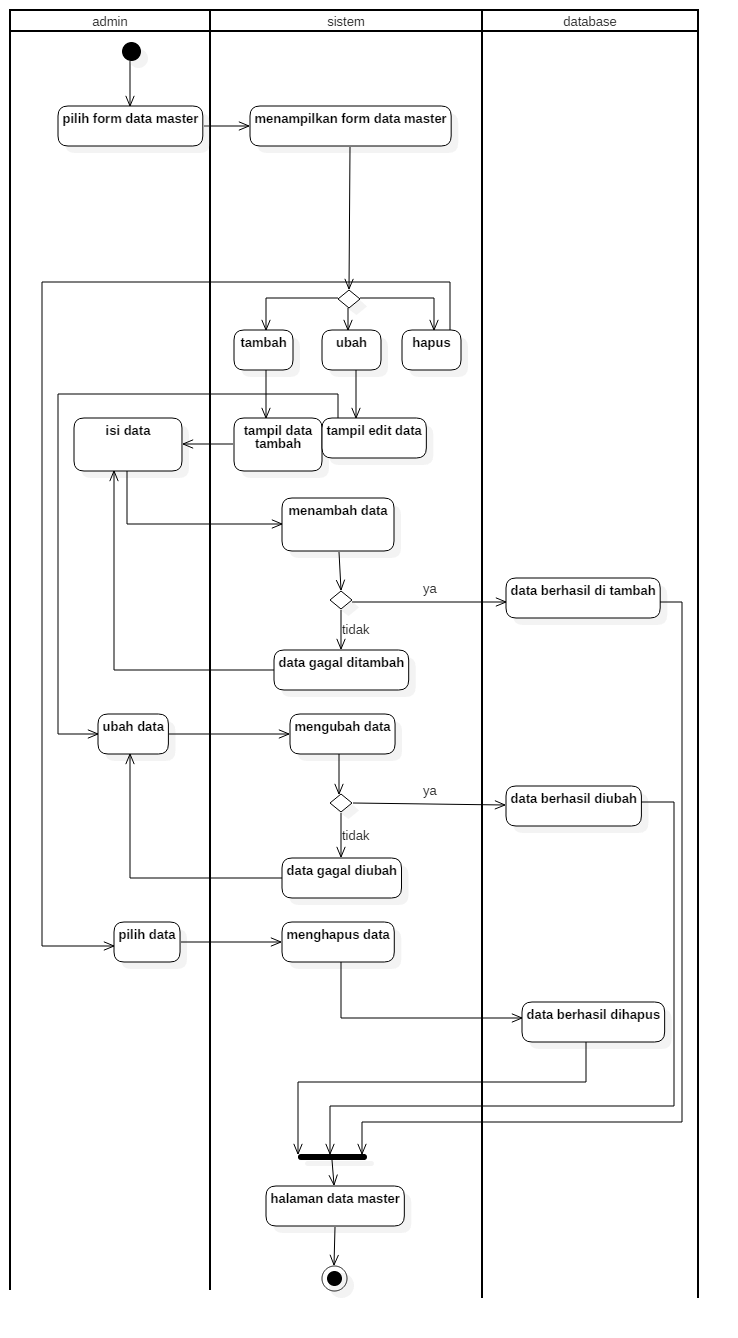 admin
sistem
database
pilih form data master
menampilkan form data master
tambah
ubah
hapus
isi data
tampil data
tambah
tampil edit data
menambah data
ya
data berhasil di tambah
tidak
data gagal ditambah
ubah data
mengubah data
ya
data berhasil diubah
tidak
data gagal diubah
pilih data
menghapus data
data berhasil dihapus
halaman data master